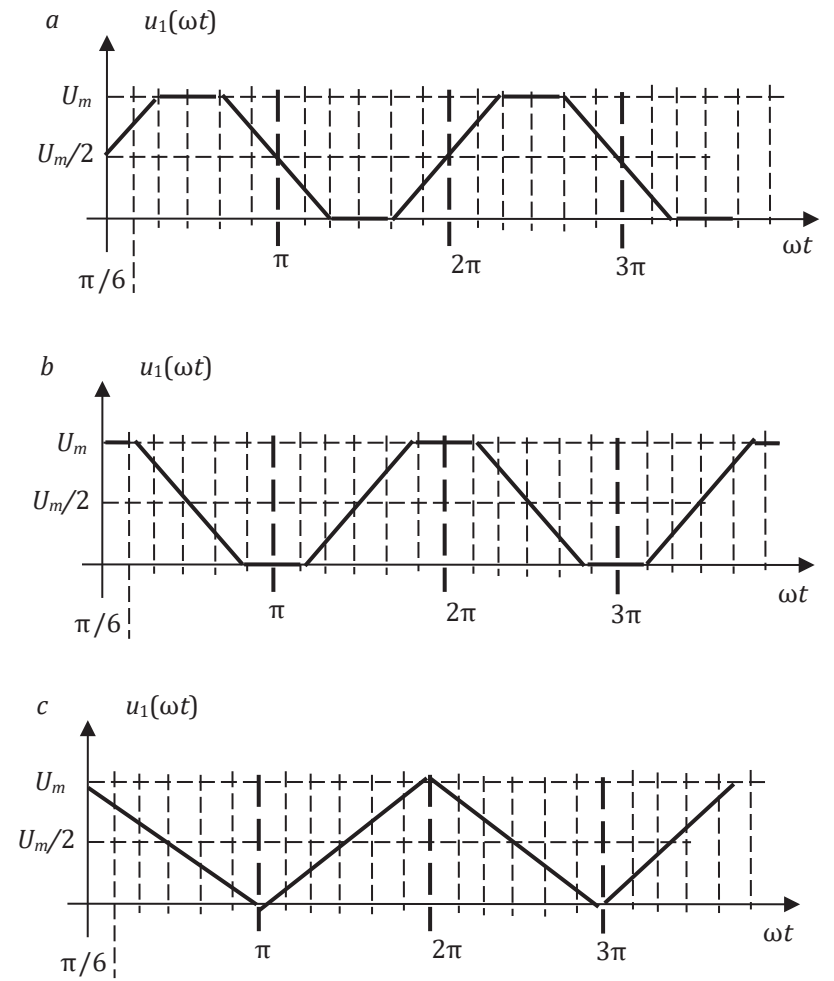 a u₁(ωt)
Uₘ
Uₘ/2
ωt
π/6 π 2π 3π
b u₁(ωt)
Uₘ
Uₘ/2
ωt
π/6 π 2π 3π
c u₁(ωt)
Uₘ
Uₘ/2
ωt
π/6 π 2π 3π